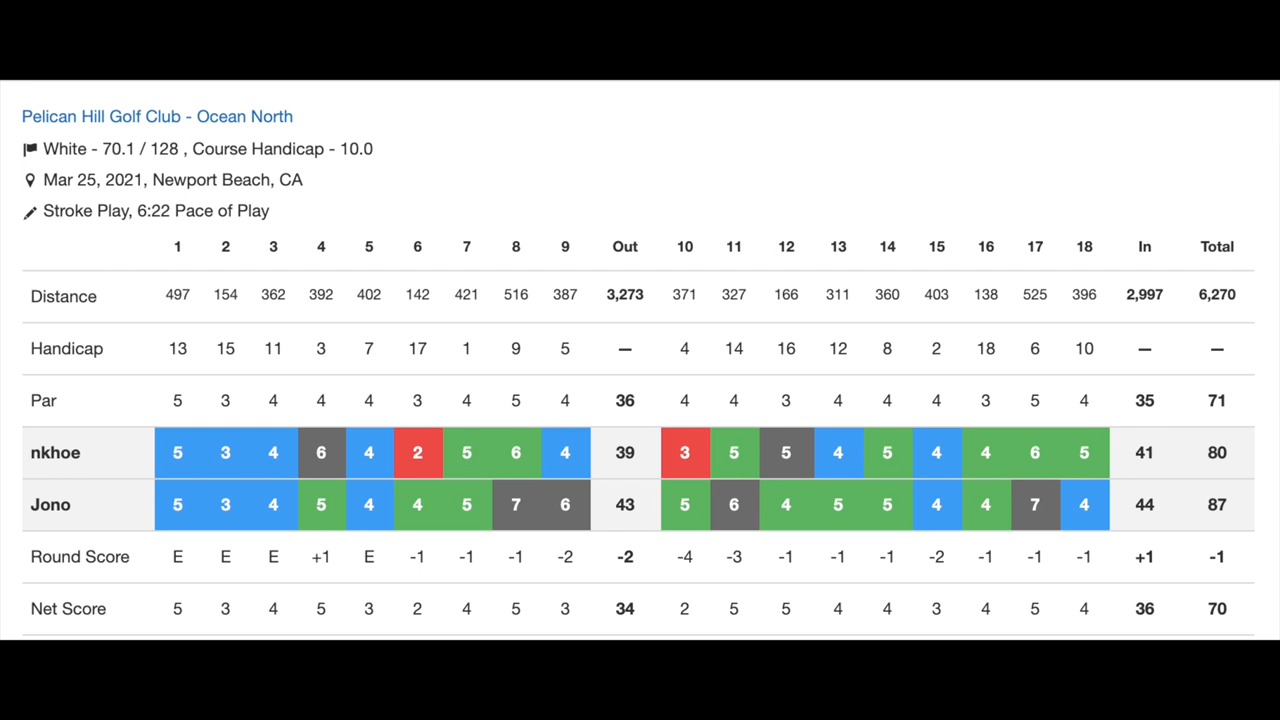 Pelican Hill Golf Club - Ocean North
White - 70.1 / 128 , Course Handicap - 10.0
Mar 25, 2021, Newport Beach, CA
Stroke Play, 6:22 Pace of Play
1 2 3 4 5 6 7 8 9 Out 10 11 12 13 14 15 16 17 18 In Total
Distance 497 154 362 392 402 142 421 516 387 3,273 371 327 166 311 360 403 138 525 396 2,997 6,270
Handicap 13 15 11 3 7 17 1 9 5 — 4 14 16 12 8 2 18 6 10 — —
Par 5 3 4 4 4 3 4 5 4 36 4 4 3 4 4 4 3 5 4 35 71
nkhoe 5 3 4 6 4 2 5 6 4 39 3 5 5 4 5 4 4 6 5 41 80
Jono 5 3 4 5 4 4 5 7 6 43 5 6 4 5 5 4 4 7 4 44 87
Round Score E E E +1 E -1 -1 -1 -2 -2 -4 -3 -1 -1 -1 -2 -1 -1 -1 +1 -1
Net Score 5 3 4 5 3 2 4 5 3 34 2 5 5 4 4 3 4 5 4 36 70